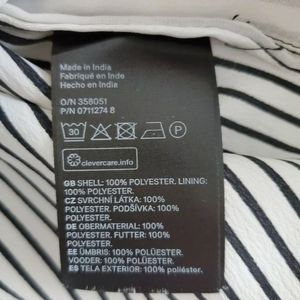 Made in India
Fabriqué en Inde
Hecho en India
O/N 358051
P/N 0711274 8
30
P
clevercare.info
GB SHELL: 100% POLYESTER. LINING:
100% POLYESTER.
CZ SVRCHNÍ LÁTKA: 100%
POLYESTER. PODŠÍVKA: 100%
POLYESTER.
DE OBERMATERIAL: 100%
POLYESTER. FUTTER: 100%
POLYESTER.
EE ÜMBRIS: 100% POLÜESTER.
VOODER: 100% POLÜESTER.
ES TELA EXTERIOR: 100% poliéster.